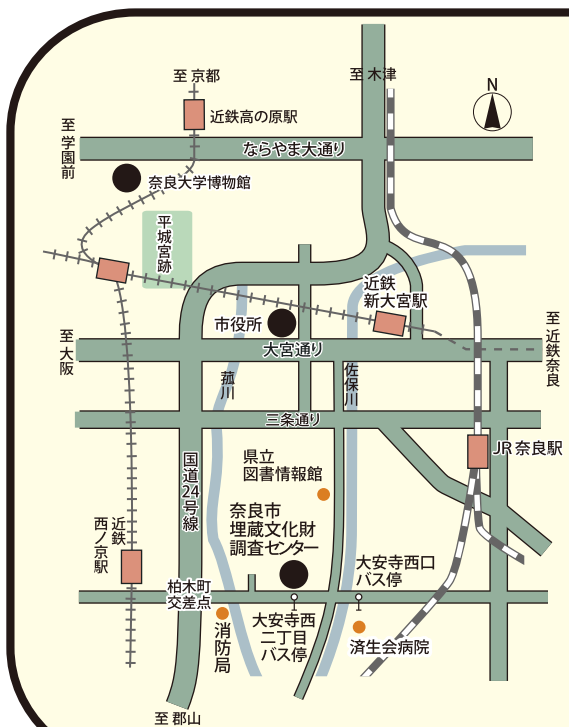 至 京都
至 木津
N
近鉄高の原駅
至 学園前
ならやま大通り
奈良大学博物館
平城宮跡
近鉄
新大宮駅
市役所
至 近鉄奈良
至 大阪
大宮通り
菰川
佐保川
三条通り
JR 奈良駅
県立
図書情報館
国道24号線
奈良市
埋蔵文化財
調査センター
近鉄
西ノ京駅
大安寺西口
バス停
柏木町
交差点
大安寺西
二丁目
バス停
消防局
済生会病院
至 郡山